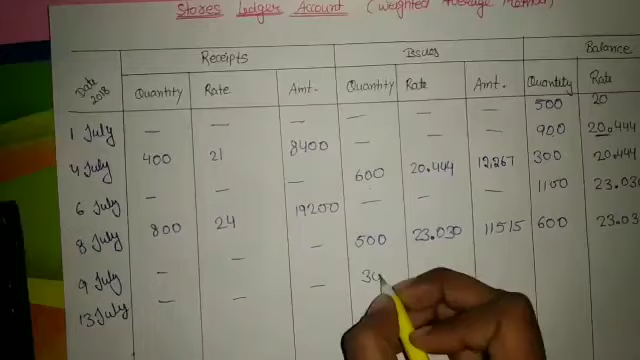 Stores Ledger Account (Weighted Average Method)
Date 2018 Receipts Issues Balance
Quantity Rate Amt. Quantity Rate Amt. Quantity Rate
1 July — — — — — — 500 20
4 July 400 21 8400 — — — 900 20.444
6 July — — — 600 20.444 12,267 300 20.444
8 July 800 24 19200 — — — 1100 23.030
9 July — — — 500 23.030 11515 600 23.03
13 July — — — 30